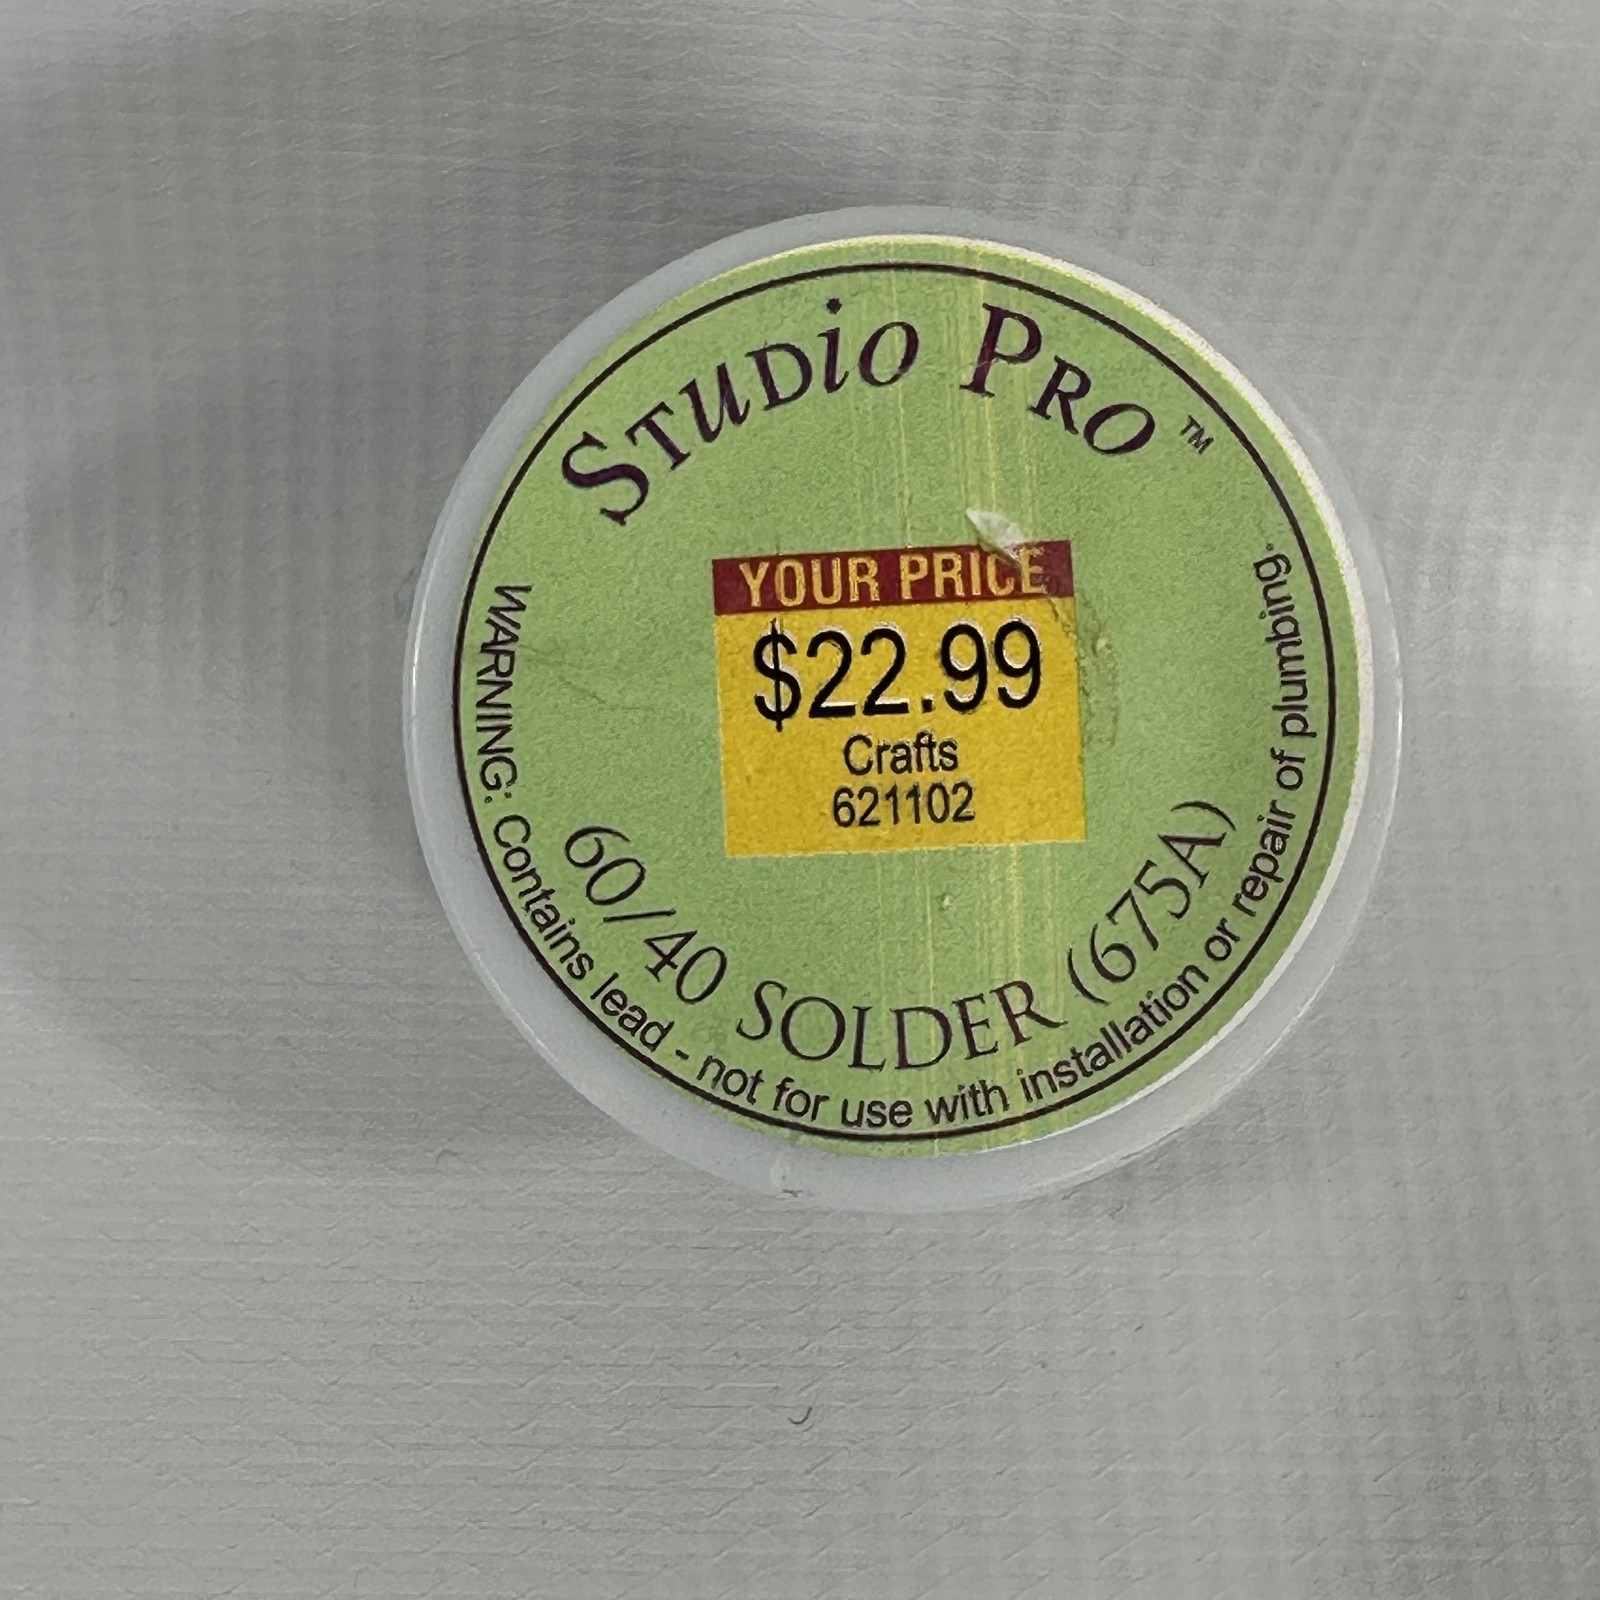 Studio Pro™
YOUR PRICE
$22.99
Crafts
621102
60/40 SOLDER (675A)
WARNING: Contains lead - not for use with installation or repair of plumbing.